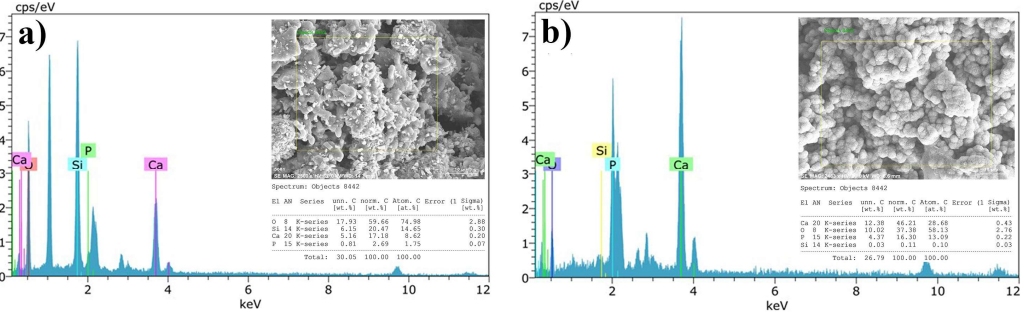 cps/eV
a)
7
6
5
4
3
2
1
0
Ca
O
Si
P
Ca
2
4
6
8
10
12
keV
Spectrum: Objects 8442
El AN Series unn. C norm. C Atom. C Error (1 Sigma)
[wt.%] [wt.%] [at.%] [wt.%]
O 8 K-series 17.93 59.66 74.98 2.88
Si 14 K-series 6.15 20.47 14.65 0.30
Ca 20 K-series 5.16 17.18 8.62 0.20
P 15 K-series 0.81 2.69 1.75 0.07
Total: 30.05 100.00 100.00
cps/eV
b)
7
6
5
4
3
2
1
0
Ca
Si
P
Ca
2
4
6
8
10
12
keV
Spectrum: Objects 8442
El AN Series unn. C norm. C Atom. C Error (1 Sigma)
[wt.%] [wt.%] [at.%] [wt.%]
Ca 20 K-series 12.38 46.21 28.68 0.43
O 8 K-series 10.02 37.38 58.13 2.76
P 15 K-series 4.37 16.30 13.09 0.22
Si 14 K-series 0.03 0.11 0.10 0.03
Total: 26.79 100.00 100.00